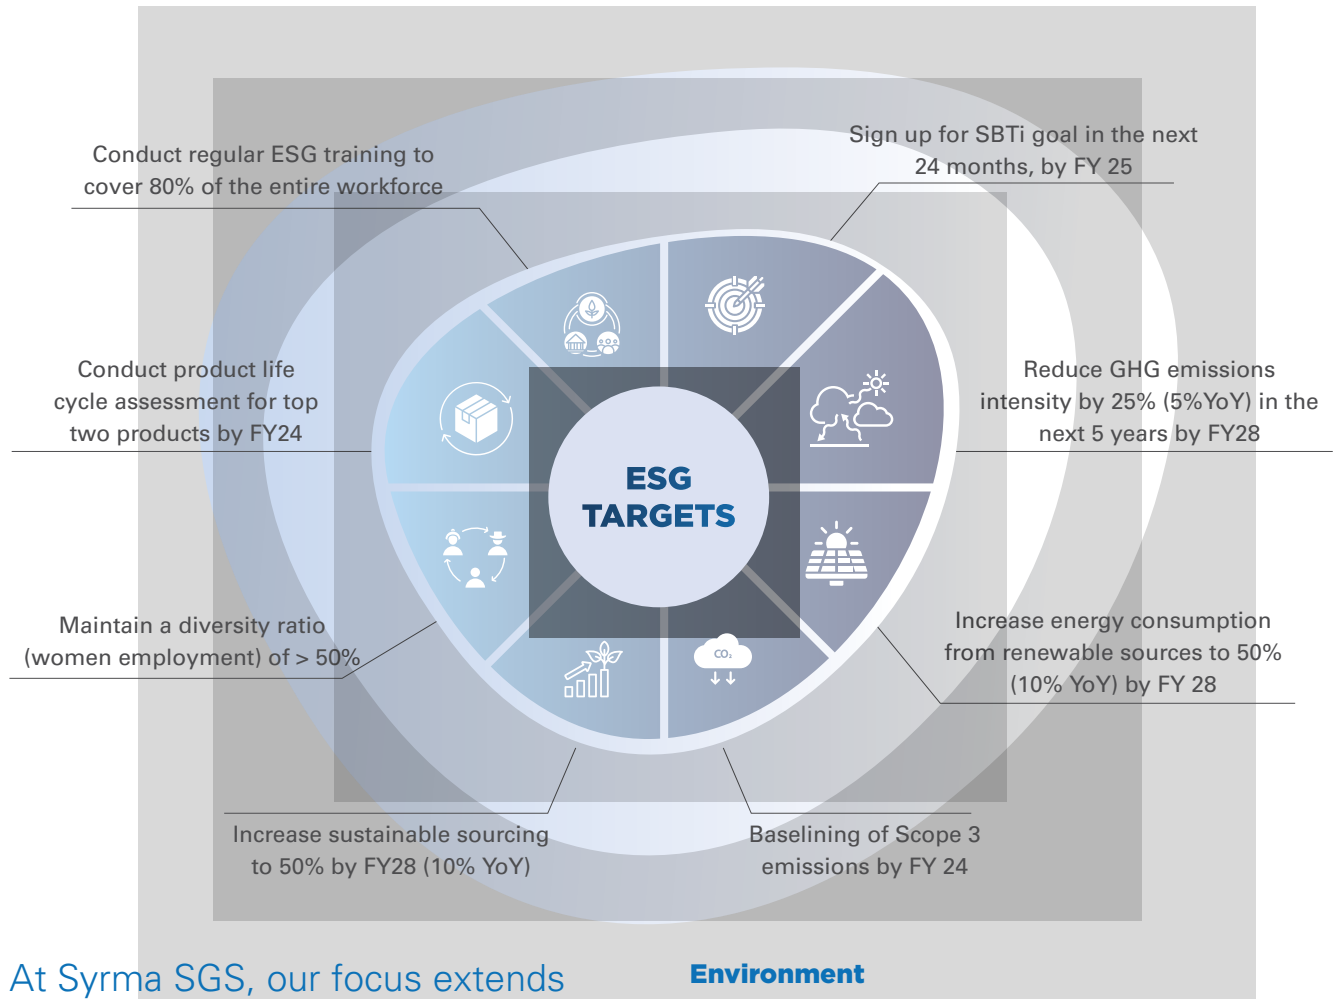 Conduct regular ESG training to
cover 80% of the entire workforce
Sign up for SBTi goal in the next
24 months, by FY 25
Conduct product life
cycle assessment for top
two products by FY24
Reduce GHG emissions
intensity by 25% (5%YoY) in the
next 5 years by FY28
ESG
TARGETS
Maintain a diversity ratio
(women employment) of > 50%
Increase energy consumption
from renewable sources to 50%
(10% YoY) by FY 28
CO₂
Increase sustainable sourcing
to 50% by FY28 (10% YoY)
Baselining of Scope 3
emissions by FY 24
At Syrma SGS, our focus extends
Environment